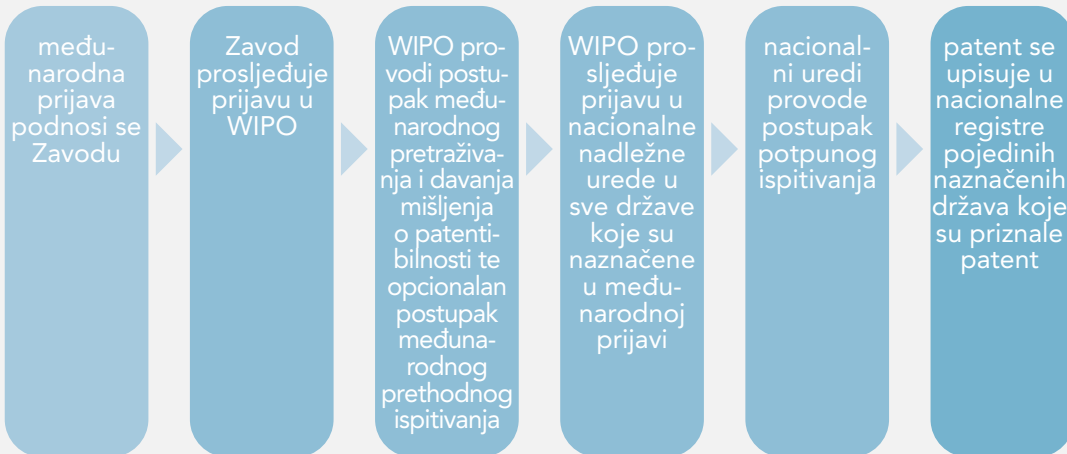 među-
narodna
prijava
podnosi se
Zavodu
Zavod
prosljeđuje
prijavu u
WIPO
WIPO pro-
vodi postu-
pak među-
narodnog
pretraživa-
nja i davanja
mišljenja
o patenti-
bilnosti te
opcionalan
postupak
međuna-
rodnog
prethodnog
ispitivanja
WIPO pro-
sljeđuje
prijavu u
nacionalne
nadležne
urede u
sve države
koje su
naznačene
u među-
narodnoj
prijavi
nacional-
ni uredi
provode
postupak
potpunog
ispitivanja
patent se
upisuje u
nacionalne
registre
pojedinih
naznačenih
država koje
su priznale
patent